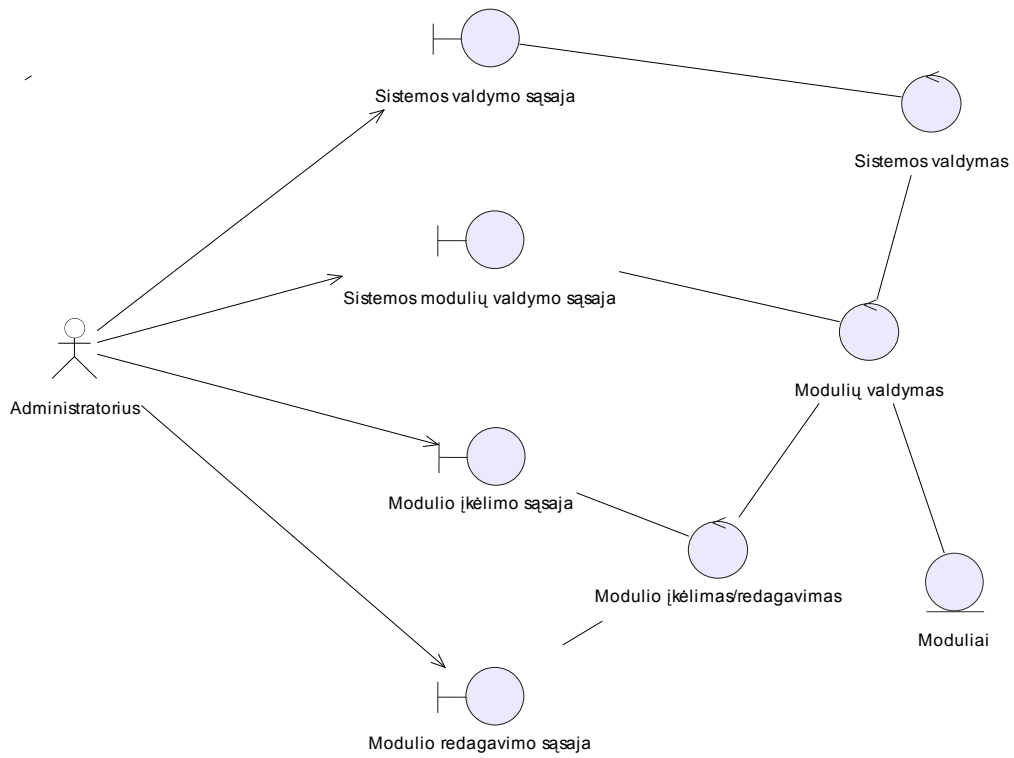 Sistemos valdymo sąsaja
Sistemos valdymas
Sistemos modulių valdymo sąsaja
Modulių valdymas
Administratorius
Modulio įkėlimo sąsaja
Modulio įkėlimas/redagavimas
Moduliai
Modulio redagavimo sąsaja